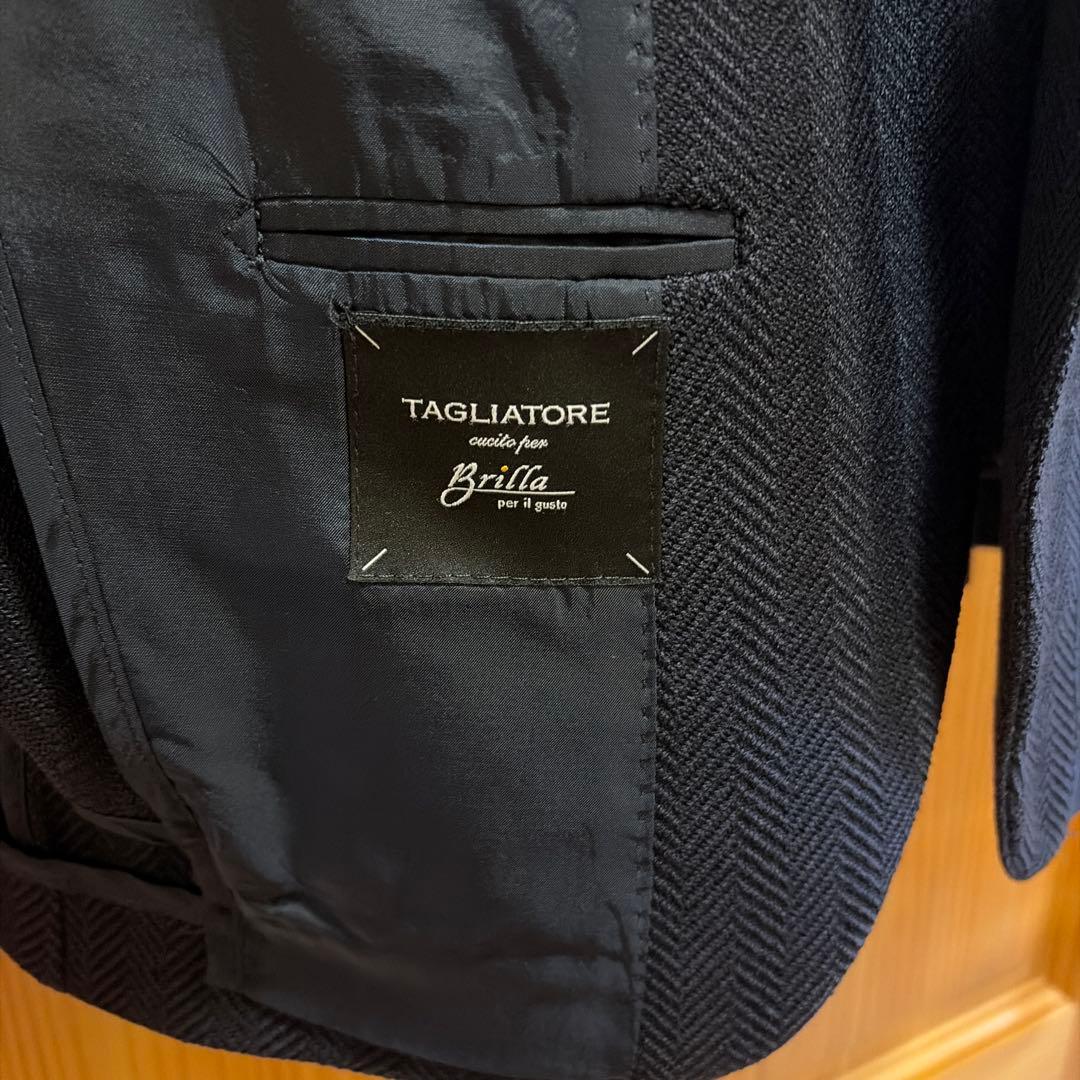 TAGLIATORE
cucito per
Brilla
per il gusto